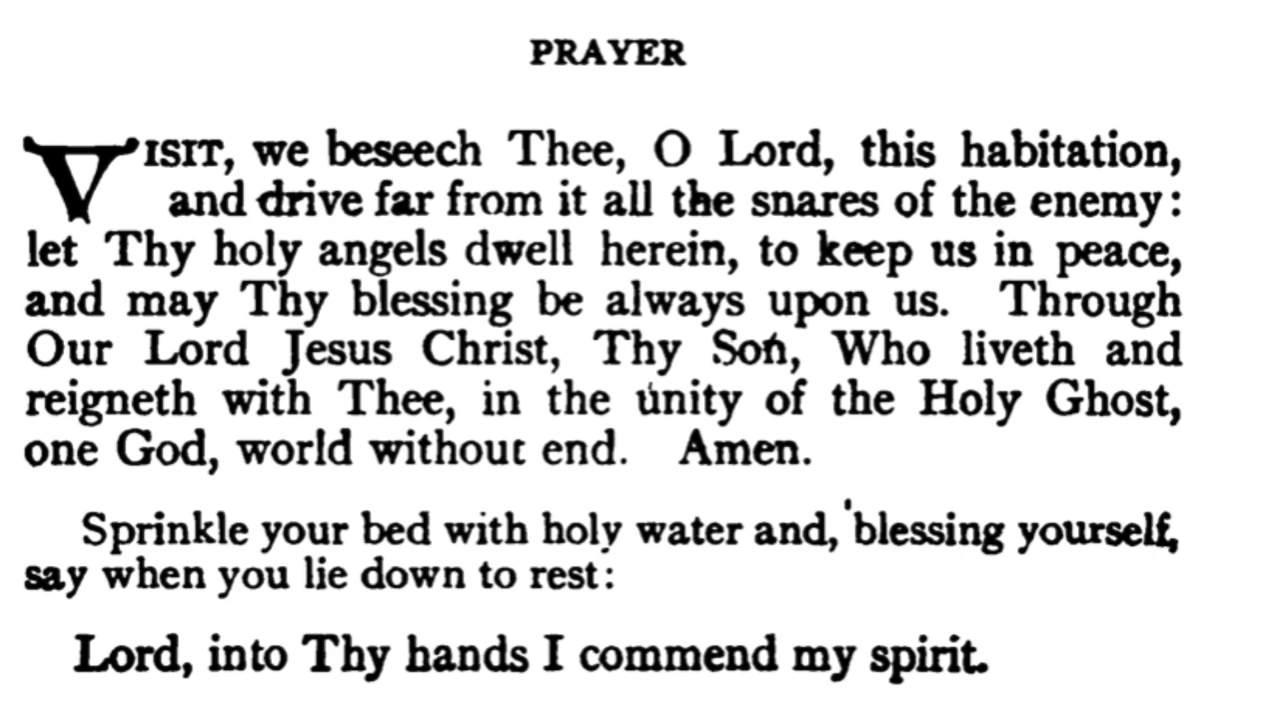 PRAYER
VISIT, we beseech Thee, O Lord, this habitation,
and drive far from it all the snares of the enemy:
let Thy holy angels dwell herein, to keep us in peace,
and may Thy blessing be always upon us. Through
Our Lord Jesus Christ, Thy Son, Who liveth and
reigneth with Thee, in the unity of the Holy Ghost,
one God, world without end. Amen.
Sprinkle your bed with holy water and, blessing yourself,
say when you lie down to rest:
Lord, into Thy hands I commend my spirit.